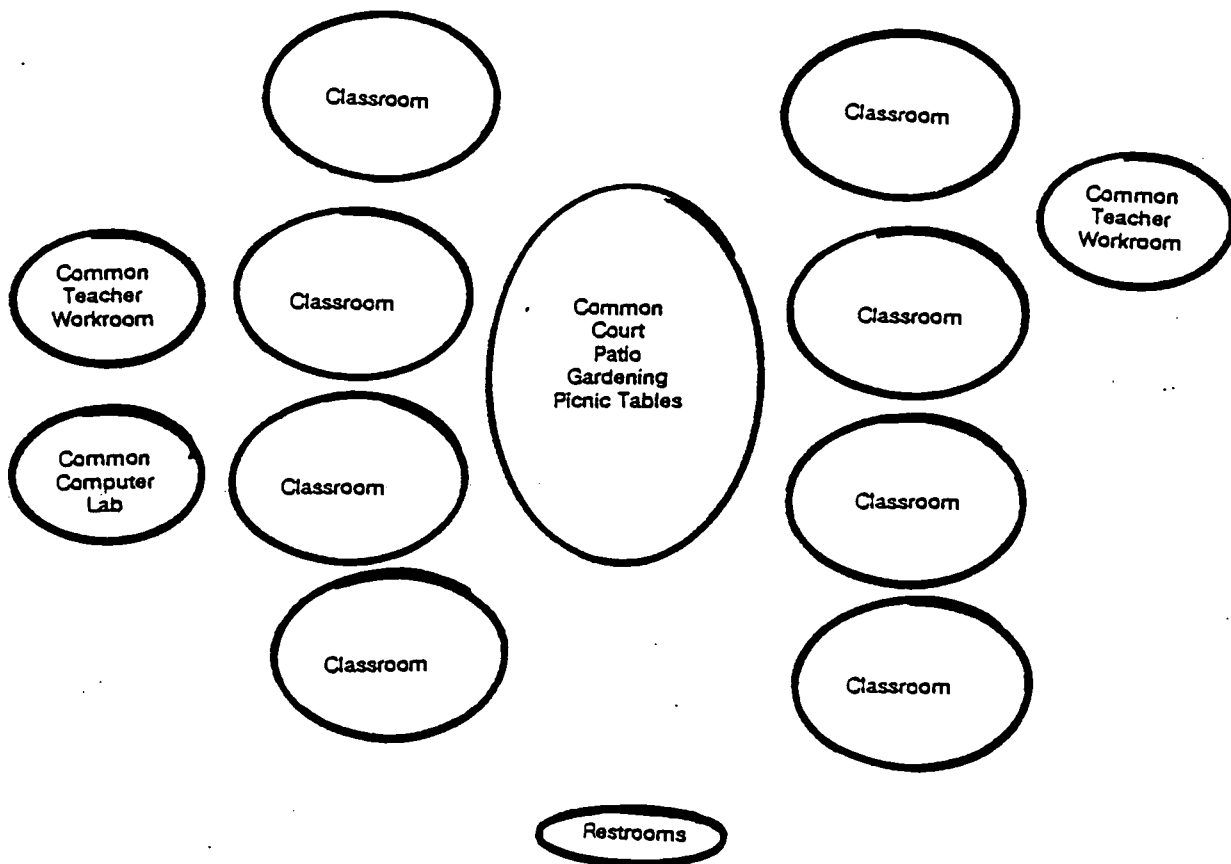 Classroom
Classroom
Common
Teacher
Workroom
Common
Teacher
Workroom
Classroom
Common
Court
Patio
Gardening
Picnic Tables
Classroom
Common
Computer
Lab
Classroom
Classroom
Classroom
Classroom
Restrooms